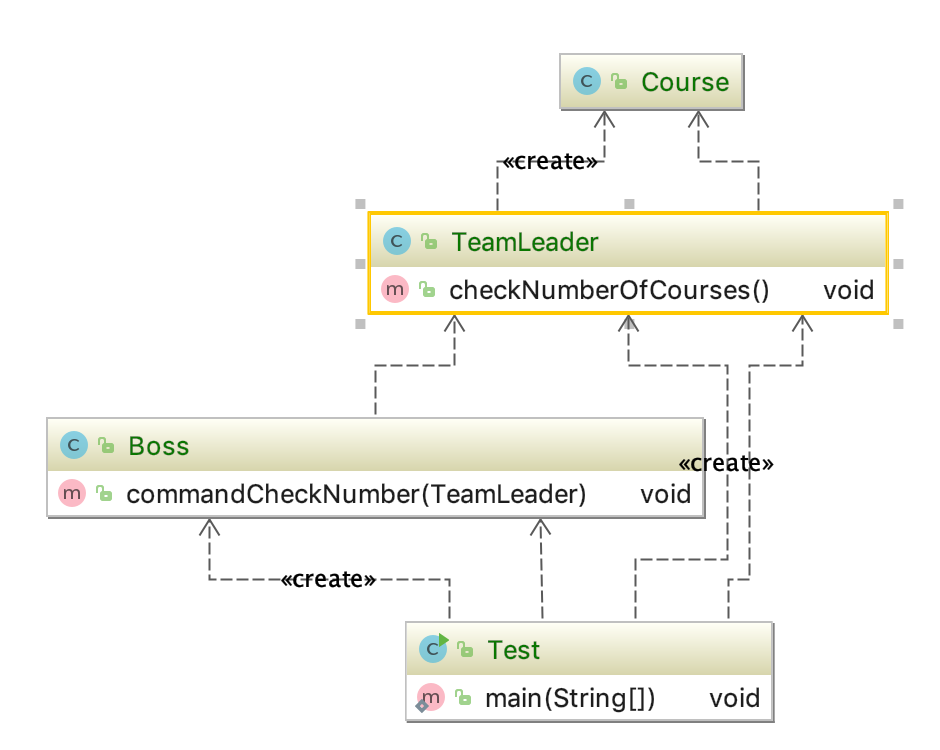 C Course
«create»
C TeamLeader
m checkNumberOfCourses() void
C Boss
«create»
m commandCheckNumber(TeamLeader) void
«create»
C Test
m main(String[]) void